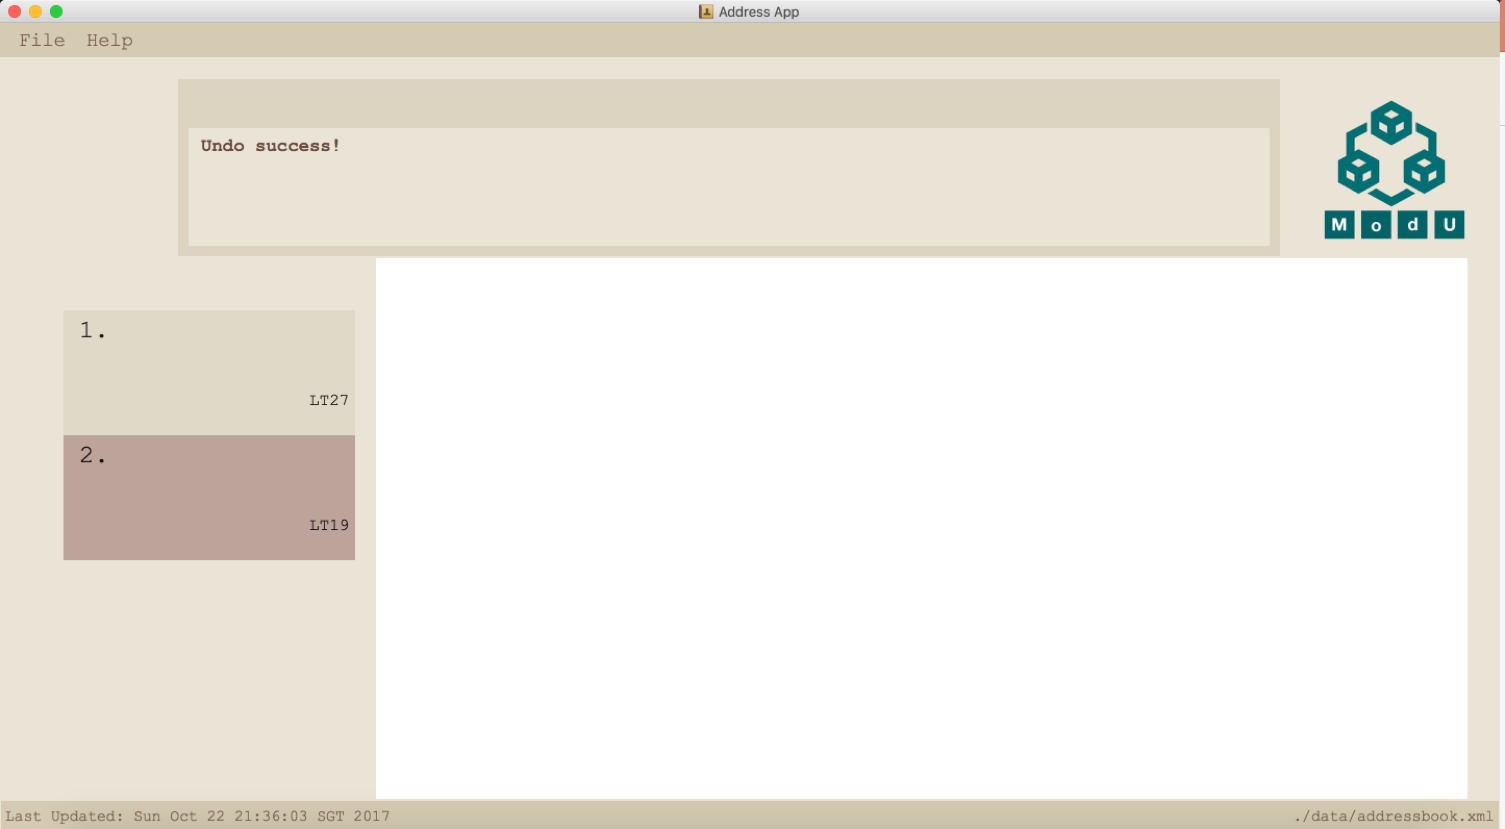 Address App
File Help
Undo success!
M o d U
1.
LT27
2.
LT19
Last Updated: Sun Oct 22 21:36:03 SGT 2017
./data/addressbook.xml